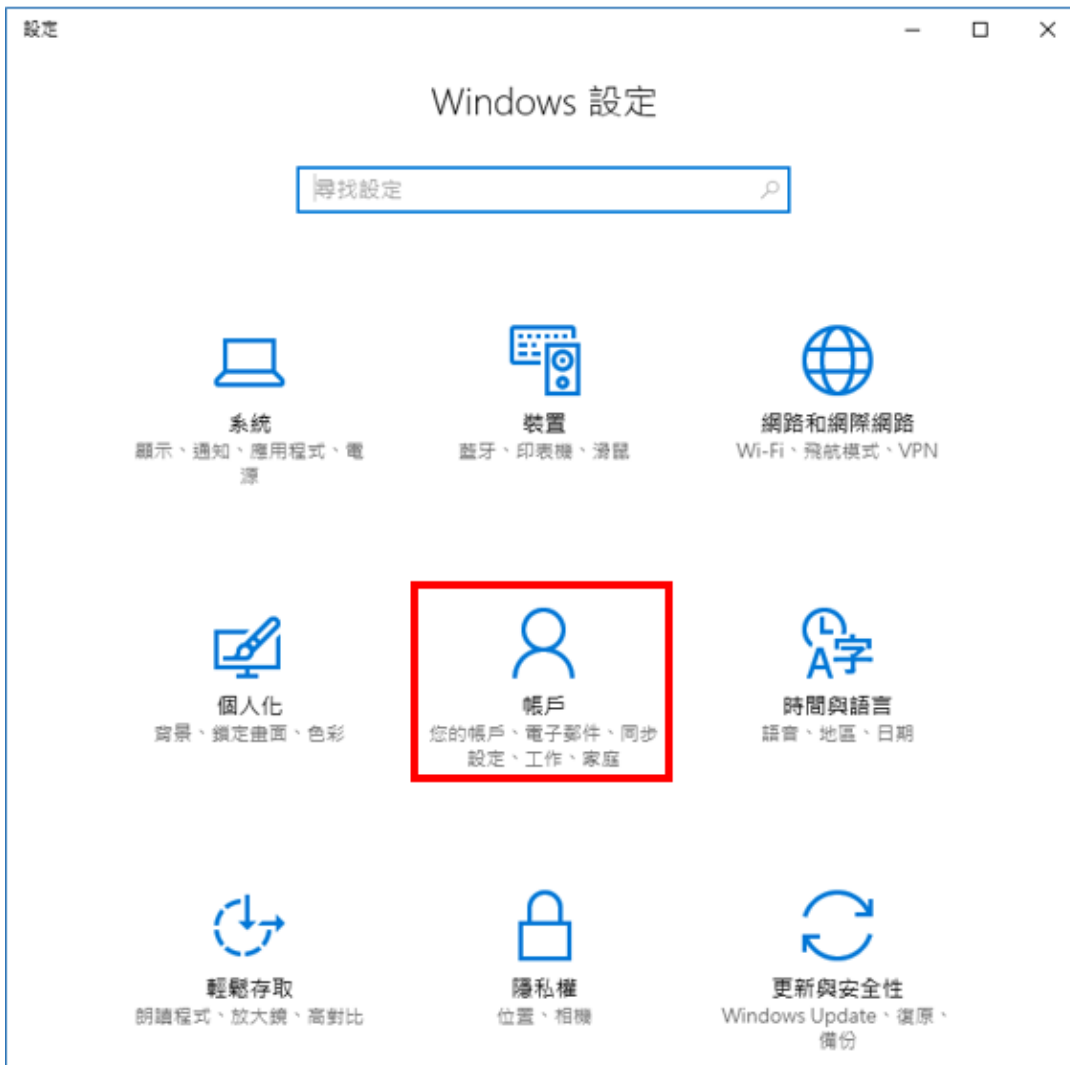 設定
Windows 設定
尋找設定
系統
顯示、通知、應用程式、電
源
裝置
藍牙、印表機、滑鼠
網路和網際網路
Wi-Fi、飛航模式、VPN
個人化
背景、鎖定畫面、色彩
帳戶
您的帳戶、電子郵件、同步
設定、工作、家庭
時間與語言
語音、地區、日期
輕鬆存取
朗讀程式、放大鏡、高對比
隱私權
位置、相機
更新與安全性
Windows Update、復原、
備份